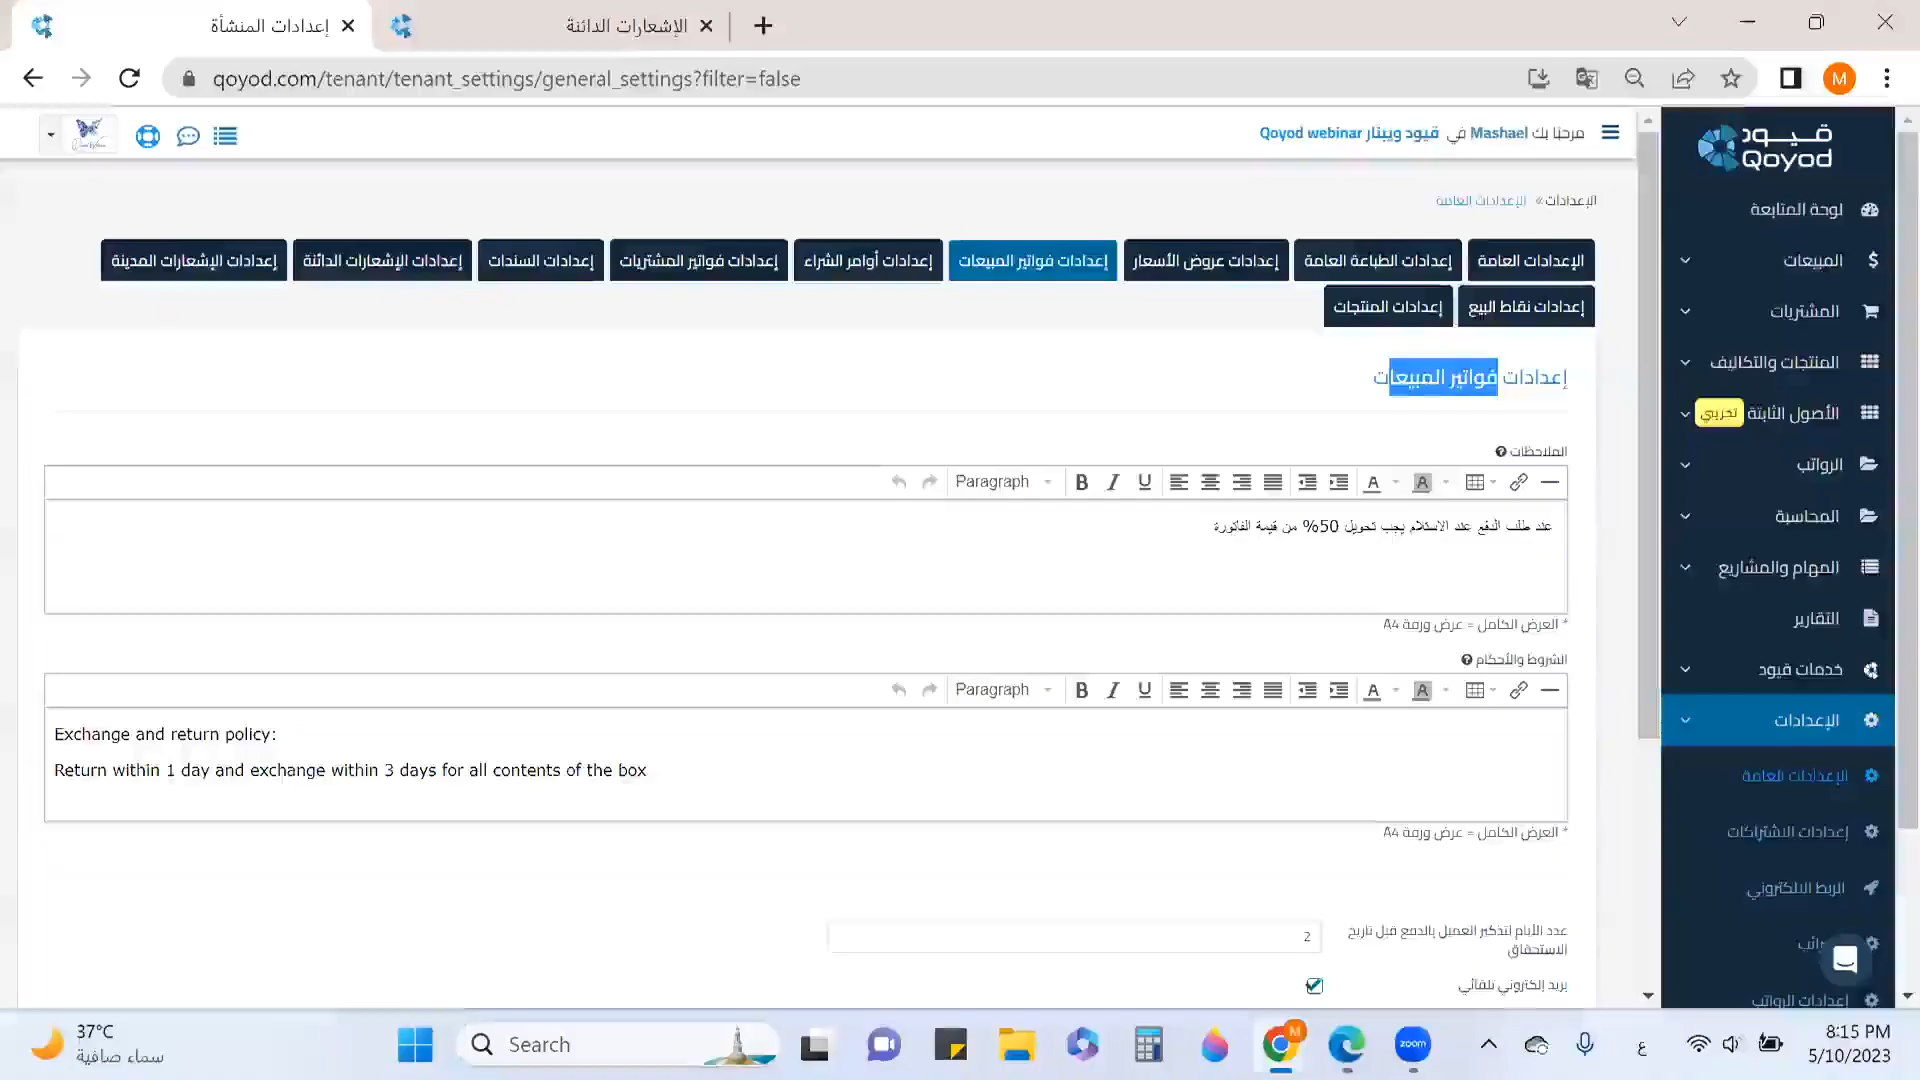 إعدادات المنشأة
الإشعارات الدائنة
qoyod.com/tenant/tenant_settings/general_settings?filter=false
M
مرحبًا بك Mashael في قيود ويبنار Qoyod webinar
قيود
Qoyod
الإعدادات » الإعدادات العامة
الإعدادات العامة
إعدادات الطباعة العامة
إعدادات عروض الأسعار
إعدادات فواتير المبيعات
إعدادات أوامر الشراء
إعدادات فواتير المشتريات
إعدادات السندات
إعدادات الإشعارات الدائنة
إعدادات الإشعارات المدينة
إعدادات نقاط البيع
إعدادات المنتجات
إعدادات فواتير المبيعات
الملاحظات
Paragraph
عند طلب الدفع عند الاستلام يجب تحويل 50% من قيمة الفاتورة
* العرض الكامل = عرض ورقة A4
الشروط والأحكام
Paragraph
Exchange and return policy:
Return within 1 day and exchange within 3 days for all contents of the box
* العرض الكامل = عرض ورقة A4
عدد الأيام لتذكير العميل بالدفع قبل تاريخ
الاستحقاق
2
بريد إلكتروني تلقائي
لوحة المتابعة
المبيعات
المشتريات
المنتجات والتكاليف
الأصول الثابتة تجريبي
الرواتب
المحاسبة
المهام والمشاريع
التقارير
خدمات قيود
الإعدادات
الإعدادات العامة
إعدادات الاشتراكات
الربط الالكتروني
إعدادات الرواتب
37°C
سماء صافية
Search
M
zoom
ع
8:15 PM
5/10/2023